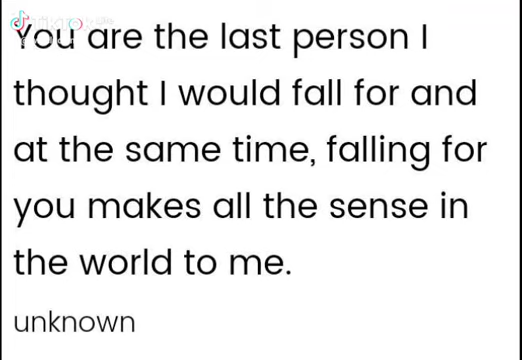 You are the last person I
thought I would fall for and
at the same time, falling for
you makes all the sense in
the world to me.
unknown